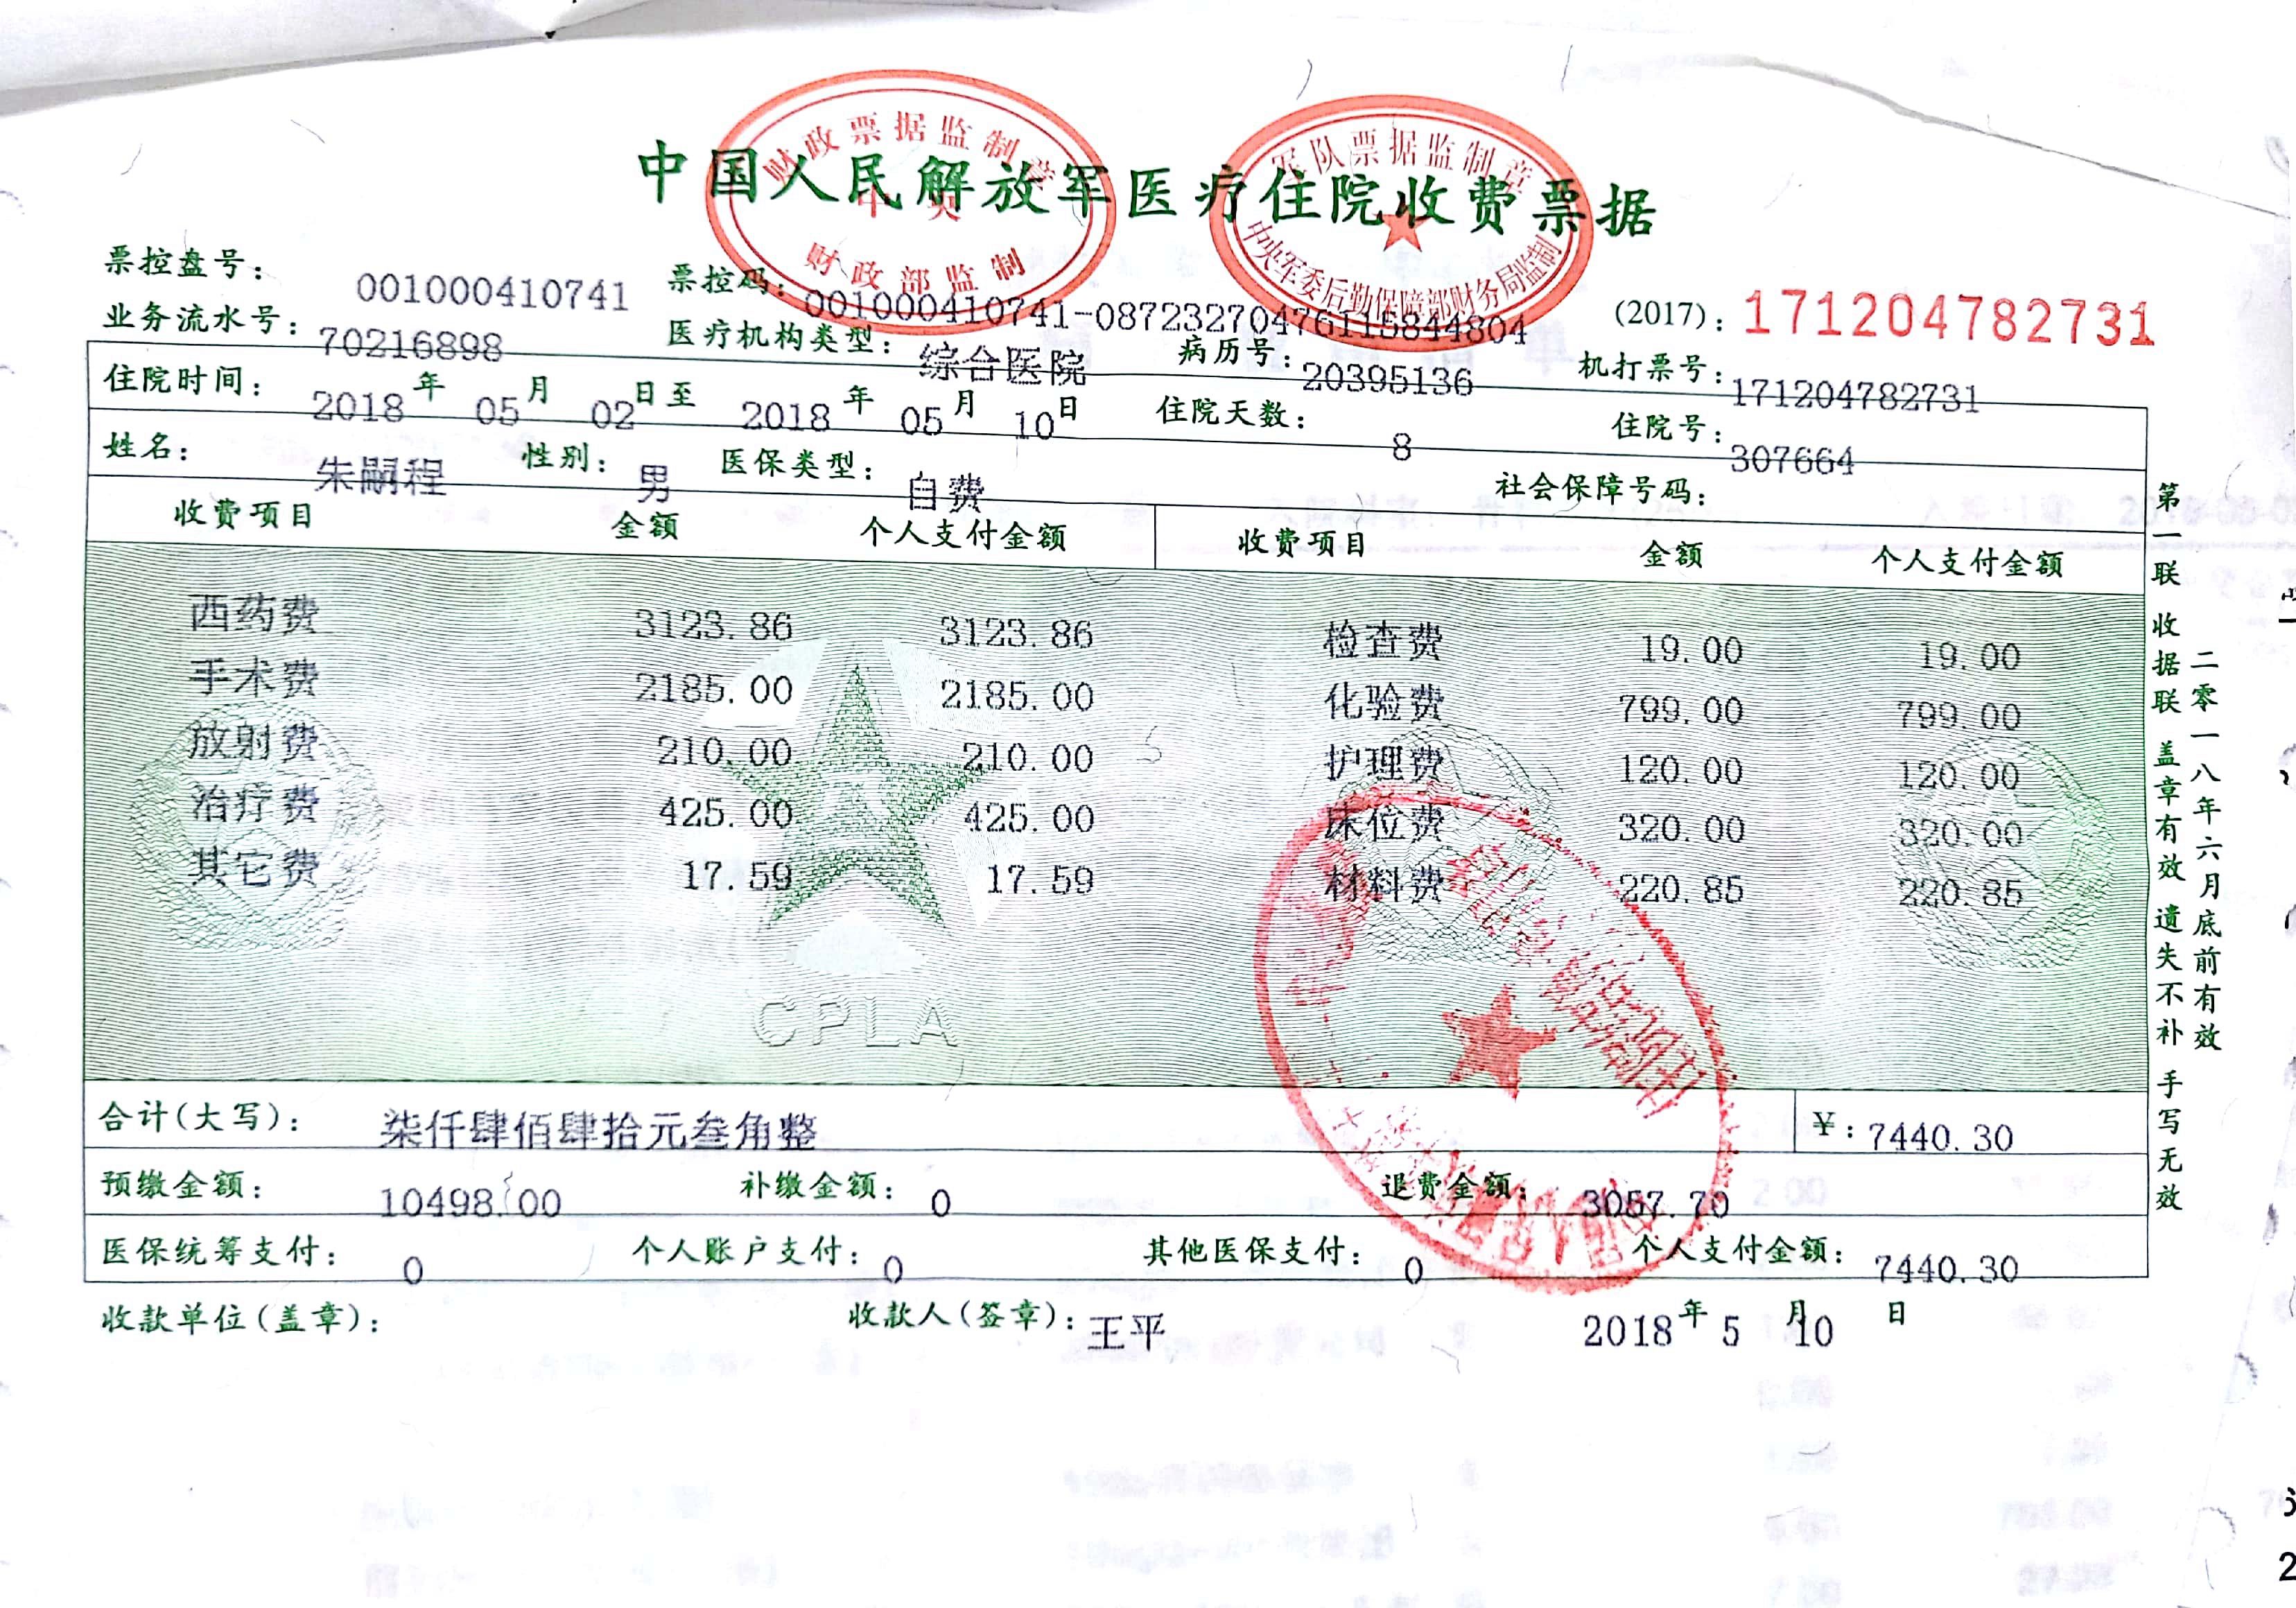 财政票据监制章
中央
财政部监制
军队票据监制章
中央军委后勤保障部财务局监制
中国人民解放军医疗住院收费票据
票控盘号: 001000410741 票控码: 001000410741-08723270476115844804 (2017): 171204782731
业务流水号: 70216898 医疗机构类型: 综合医院 病历号: 20395136 机打票号: 171204782731
住院时间: 2018 年 05 月 02 日至 2018 年 05 月 10 日 住院天数: 8 住院号: 307664
姓名: 朱嗣程 性别: 男 医保类型: 自费 社会保障号码:
收费项目 金额 个人支付金额 收费项目 金额 个人支付金额
西药费 3123.86 3123.86 检查费 19.00 19.00
手术费 2185.00 2185.00 化验费 799.00 799.00
放射费 210.00 210.00 护理费 120.00 120.00
治疗费 425.00 425.00 床位费 320.00 320.00
其它费 17.59 17.59 材料费 220.85 220.85
CPLA
合计(大写): 柒仟肆佰肆拾元叁角整 ¥: 7440.30
预缴金额: 10498.00 补缴金额: 0 退费金额: 3057.70
医保统筹支付: 0 个人账户支付: 0 其他医保支付: 0 个人支付金额: 7440.30
收款单位(盖章): 收款人(签章): 王平 2018 年 5 月 10 日
第一联 收据联 盖章有效 遗失不补 手写无效
二零一八年六月底前有效